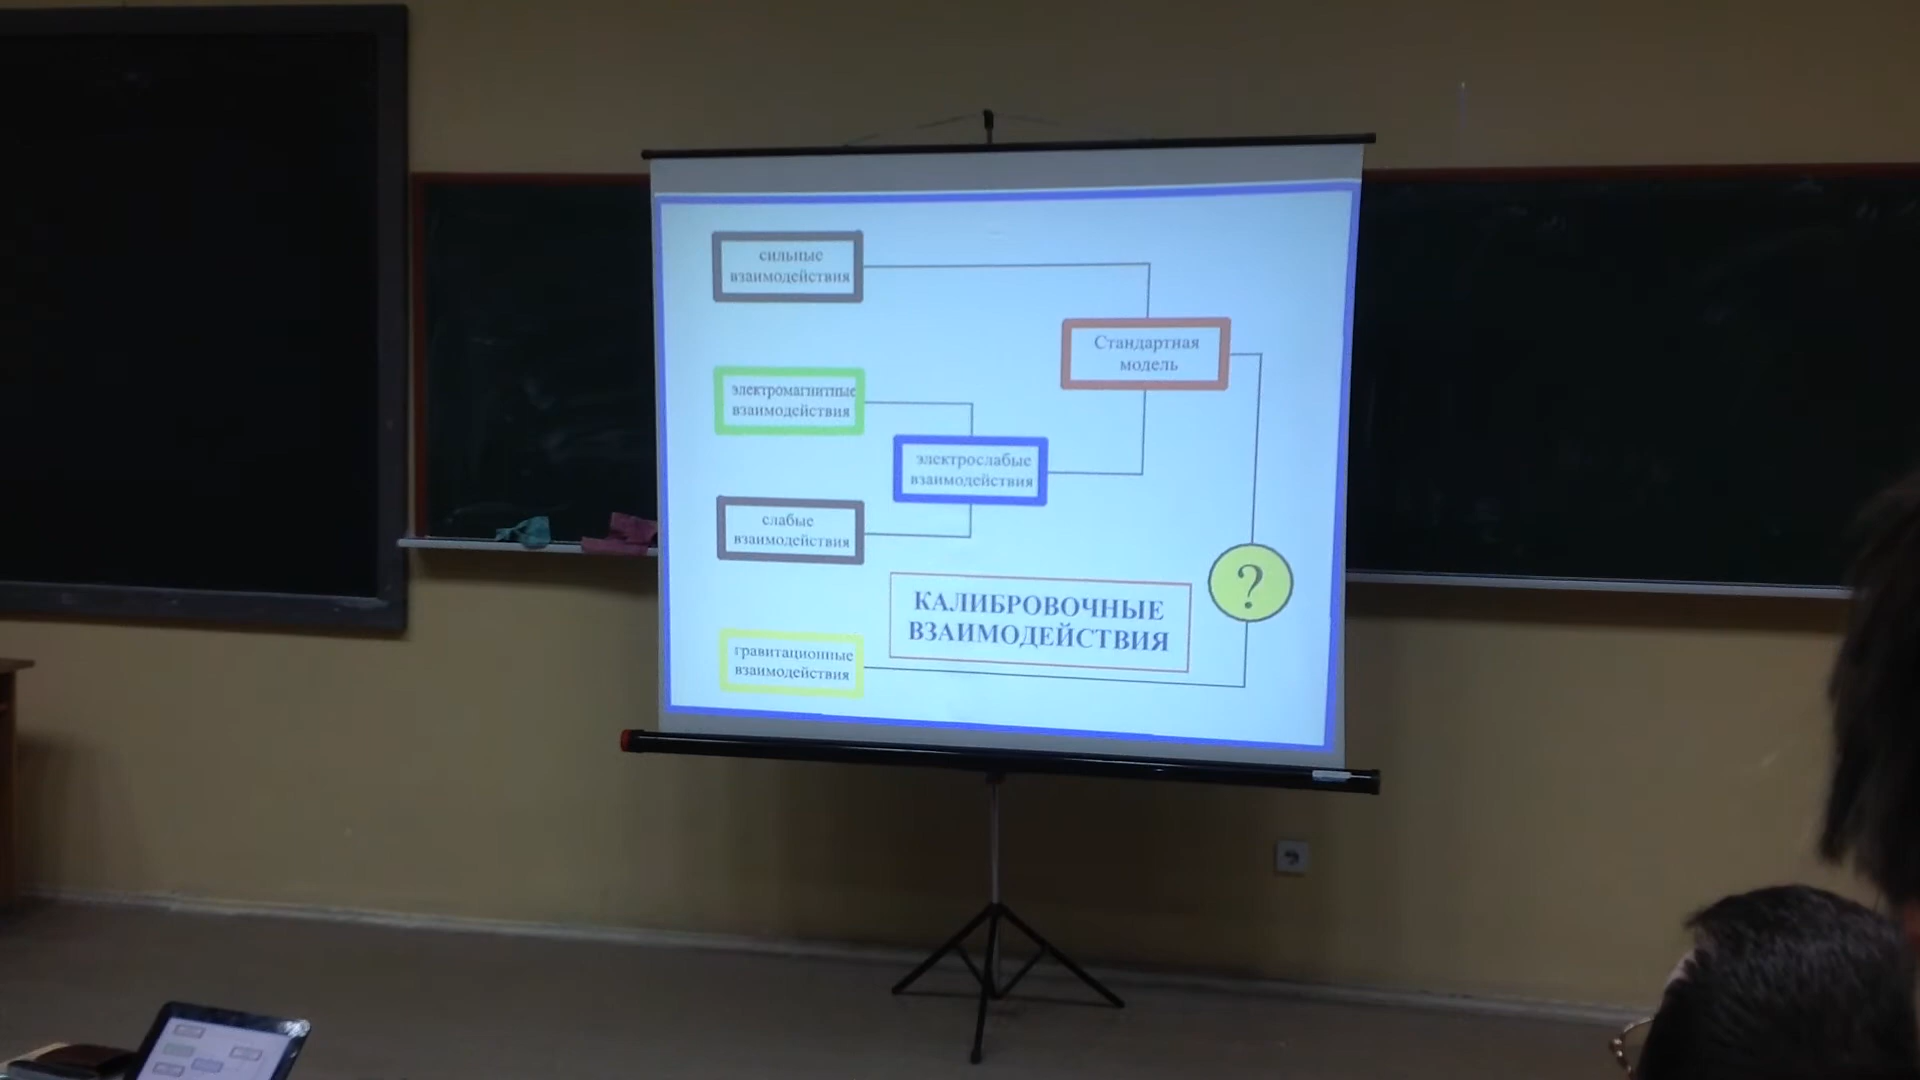 сильные
взаимодействия
Стандартная
модель
электромагнитные
взаимодействия
электрослабые
взаимодействия
слабые
взаимодействия
?
КАЛИБРОВОЧНЫЕ
ВЗАИМОДЕЙСТВИЯ
гравитационные
взаимодействия